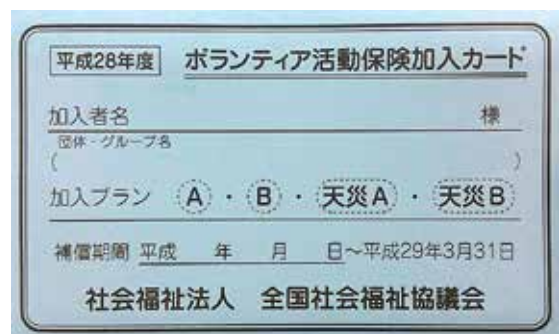 平成28年度 ボランティア活動保険加入カード
加入者名 様
団体・グループ名
( )
加入プラン A・B・天災A・天災B
補償期間 平成 年 月 日～平成29年3月31日
社会福祉法人 全国社会福祉協議会